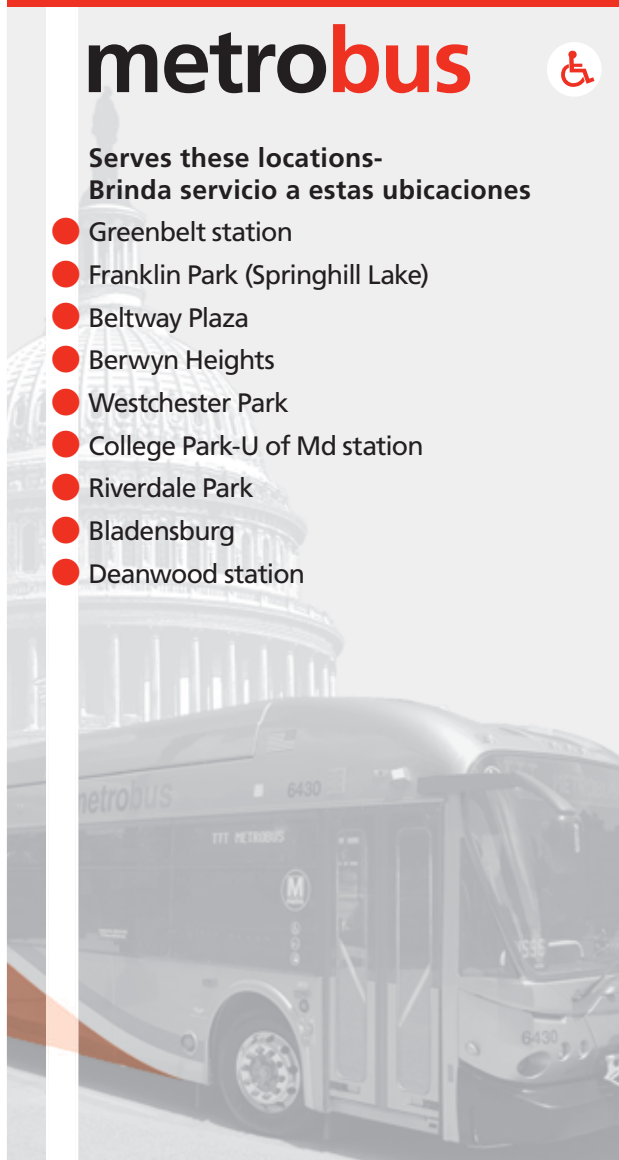 metrobus
Serves these locations-
Brinda servicio a estas ubicaciones
Greenbelt station
Franklin Park (Springhill Lake)
Beltway Plaza
Berwyn Heights
Westchester Park
College Park-U of Md station
Riverdale Park
Bladensburg
Deanwood station
metrobus
6430
TYT METROBUS
M
6430